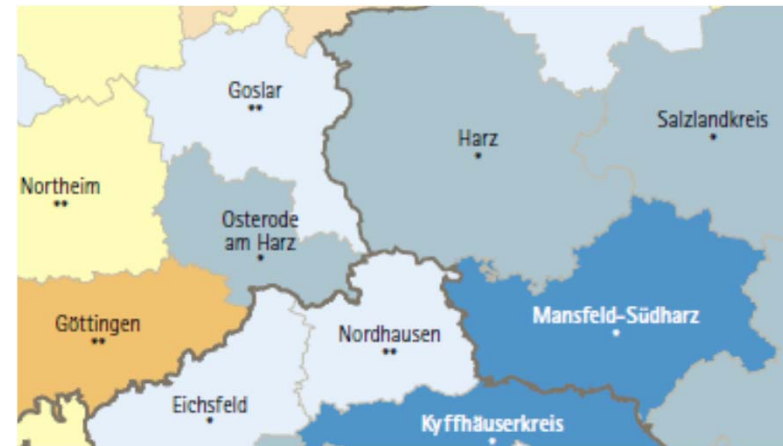 Goslar
**
Harz
*
Salzlandkreis
*
Northeim
**
Osterode
am Harz
*
Göttingen
**
Nordhausen
**
Mansfeld-Südharz
*
Eichsfeld
*
Kyffhäuserkreis
*